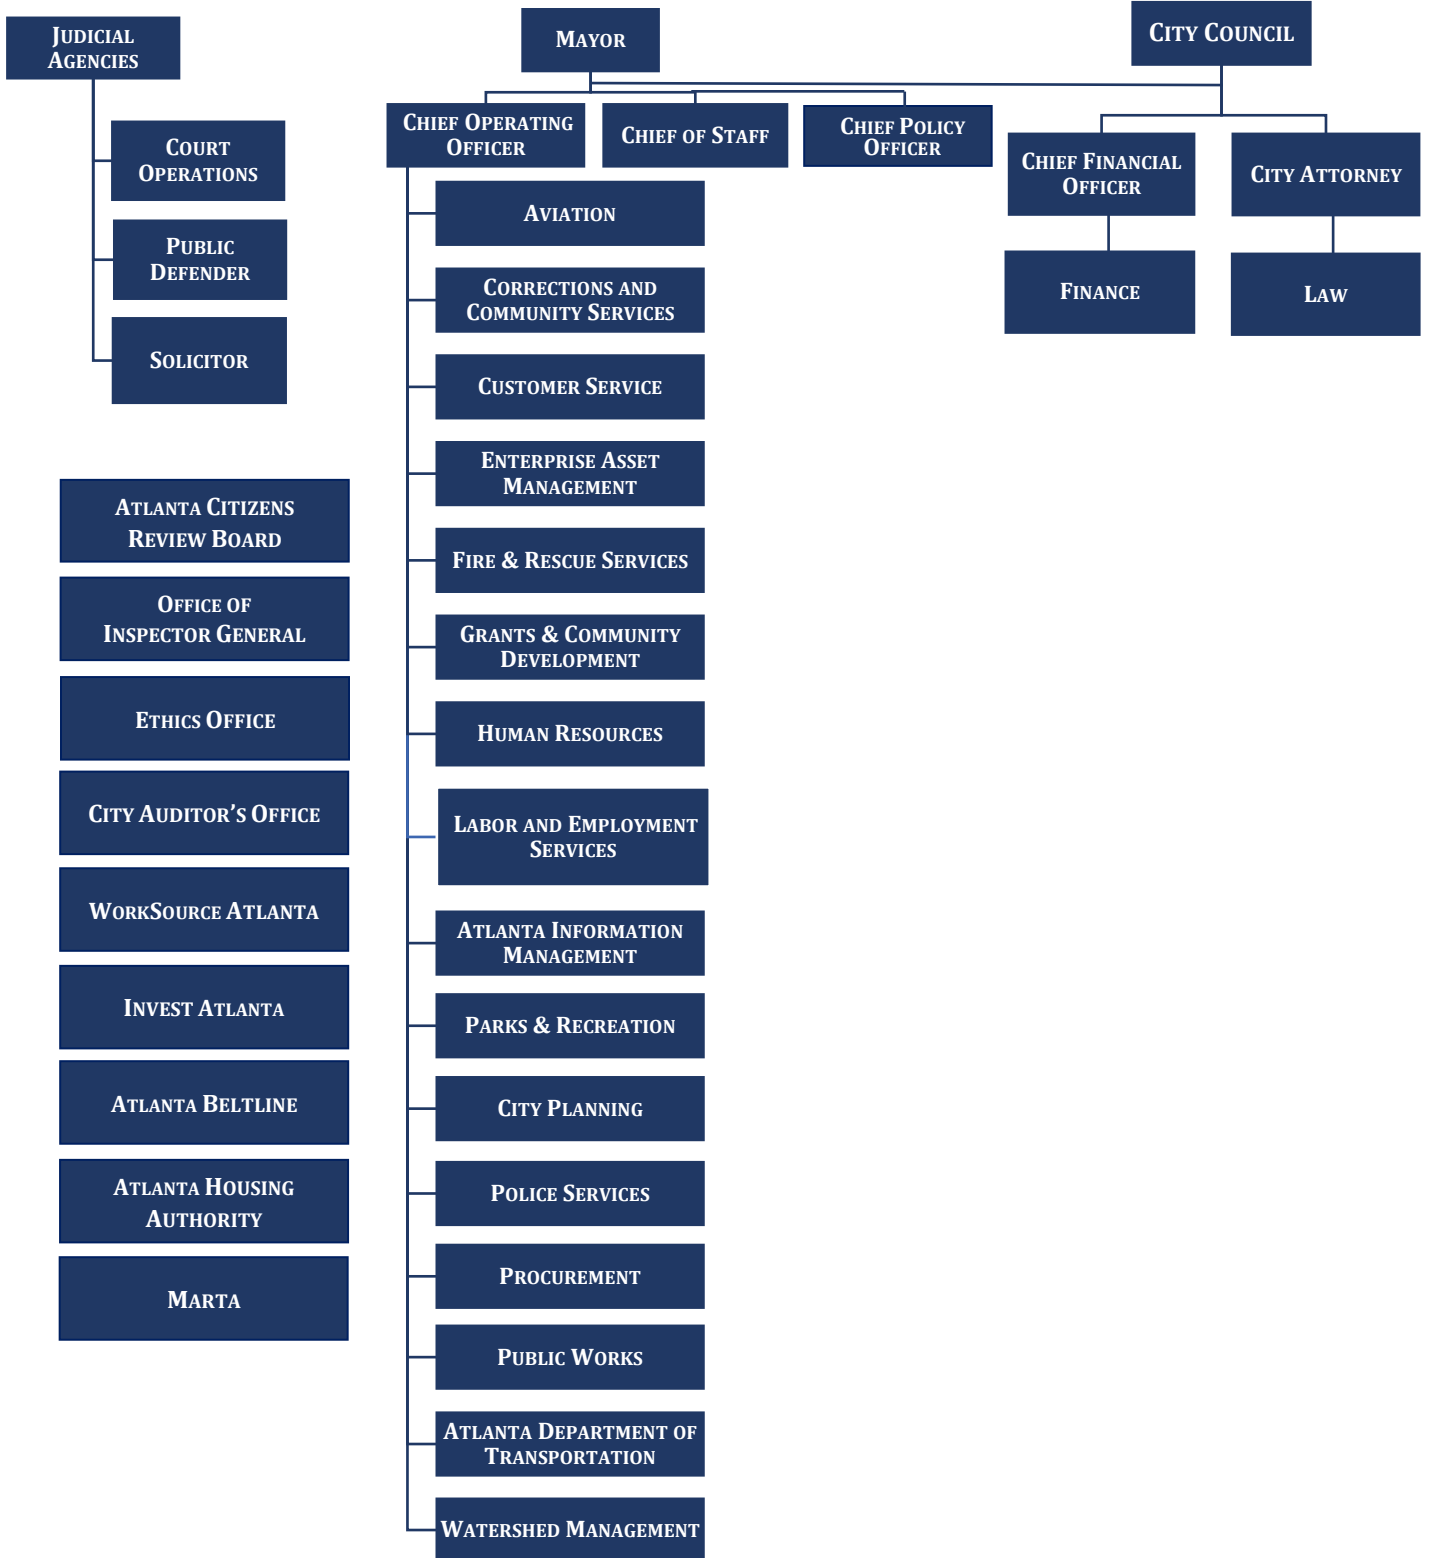 JUDICIAL
AGENCIES
COURT
OPERATIONS
PUBLIC
DEFENDER
SOLICITOR
MAYOR
CITY COUNCIL
CHIEF OPERATING
OFFICER
CHIEF OF STAFF
CHIEF POLICY
OFFICER
CHIEF FINANCIAL
OFFICER
CITY ATTORNEY
FINANCE
LAW
AVIATION
CORRECTIONS AND
COMMUNITY SERVICES
CUSTOMER SERVICE
ENTERPRISE ASSET
MANAGEMENT
FIRE & RESCUE SERVICES
GRANTS & COMMUNITY
DEVELOPMENT
HUMAN RESOURCES
LABOR AND EMPLOYMENT
SERVICES
ATLANTA INFORMATION
MANAGEMENT
PARKS & RECREATION
CITY PLANNING
POLICE SERVICES
PROCUREMENT
PUBLIC WORKS
ATLANTA DEPARTMENT OF
TRANSPORTATION
WATERSHED MANAGEMENT
ATLANTA CITIZENS
REVIEW BOARD
OFFICE OF
INSPECTOR GENERAL
ETHICS OFFICE
CITY AUDITOR'S OFFICE
WORKSOURCE ATLANTA
INVEST ATLANTA
ATLANTA BELTLINE
ATLANTA HOUSING
AUTHORITY
MARTA